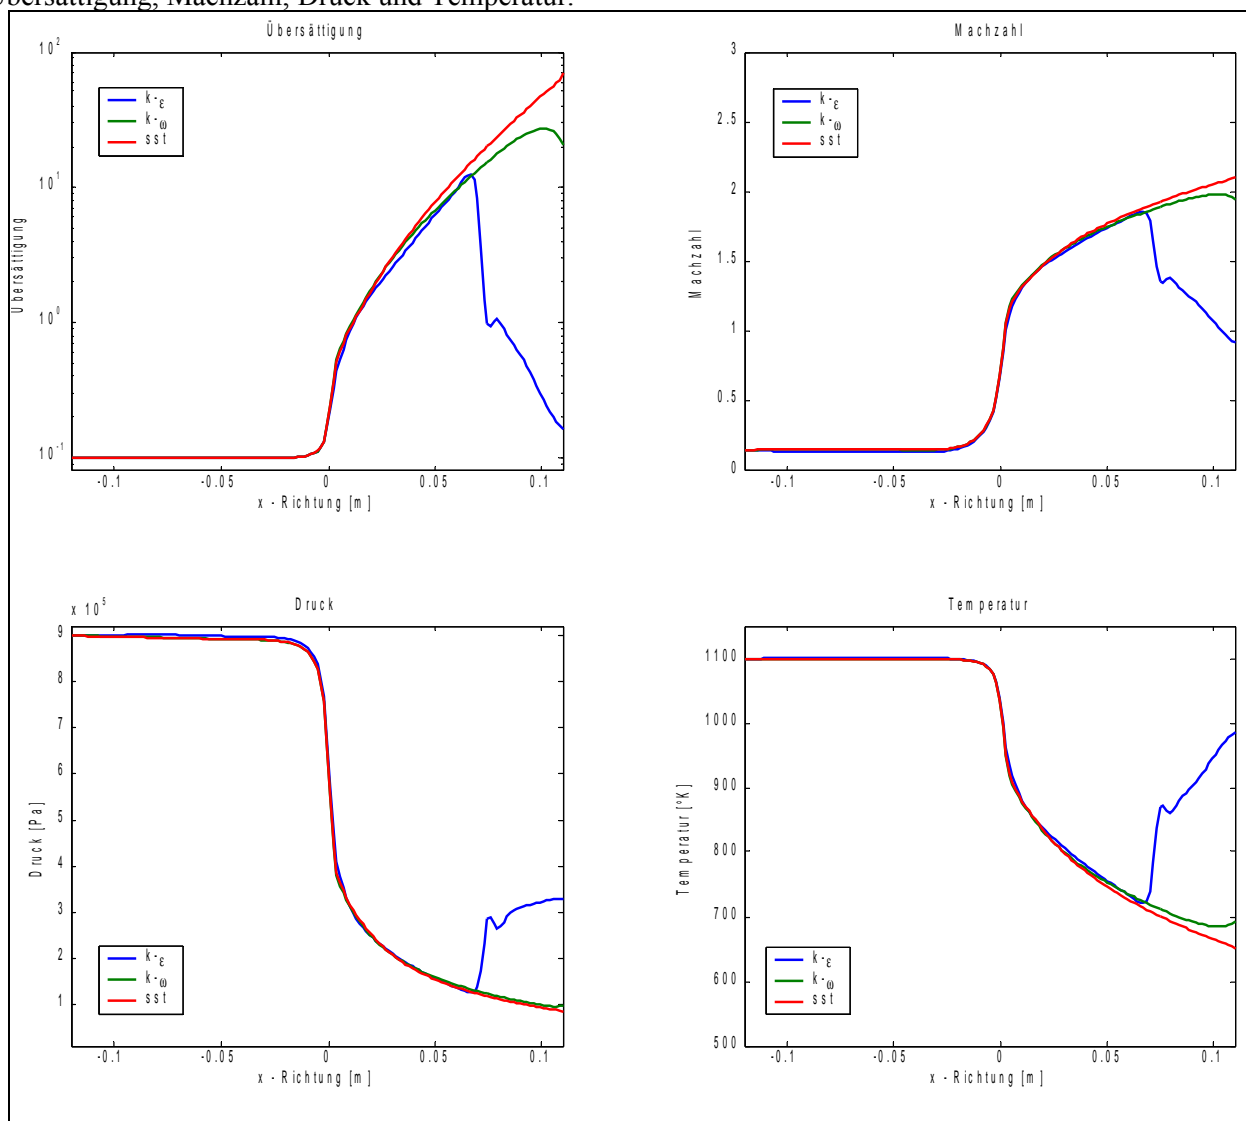 Übersättigung, Machzahl, Druck und Temperatur.
Übersättigung
10^2
10^1
10^0
10^-1
Übersättigung
k-ε
k-ω
sst
-0.1 -0.05 0 0.05 0.1
x - Richtung [m]
Machzahl
3
2.5
2
1.5
1
0.5
0
Machzahl
k-ε
k-ω
sst
-0.1 -0.05 0 0.05 0.1
x - Richtung [m]
Druck
x 10^5
9
8
7
6
5
4
3
2
1
Druck [Pa]
k-ε
k-ω
sst
-0.1 -0.05 0 0.05 0.1
x - Richtung [m]
Temperatur
1100
1000
900
800
700
600
500
Temperatur [°K]
k-ε
k-ω
sst
-0.1 -0.05 0 0.05 0.1
x - Richtung [m]